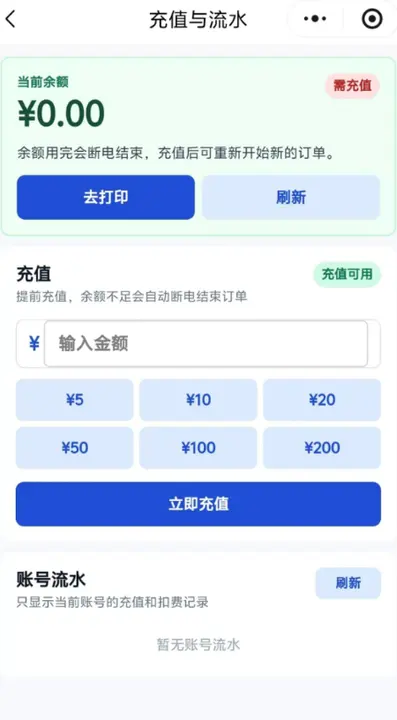 充值与流水
当前余额
需充值
¥0.00
余额用完会断电结束，充值后可重新开始新的订单。
去打印
刷新
充值
充值可用
提前充值，余额不足会自动断电结束订单
¥ 输入金额
¥5 ¥10 ¥20
¥50 ¥100 ¥200
立即充值
账号流水
刷新
只显示当前账号的充值和扣费记录
暂无账号流水